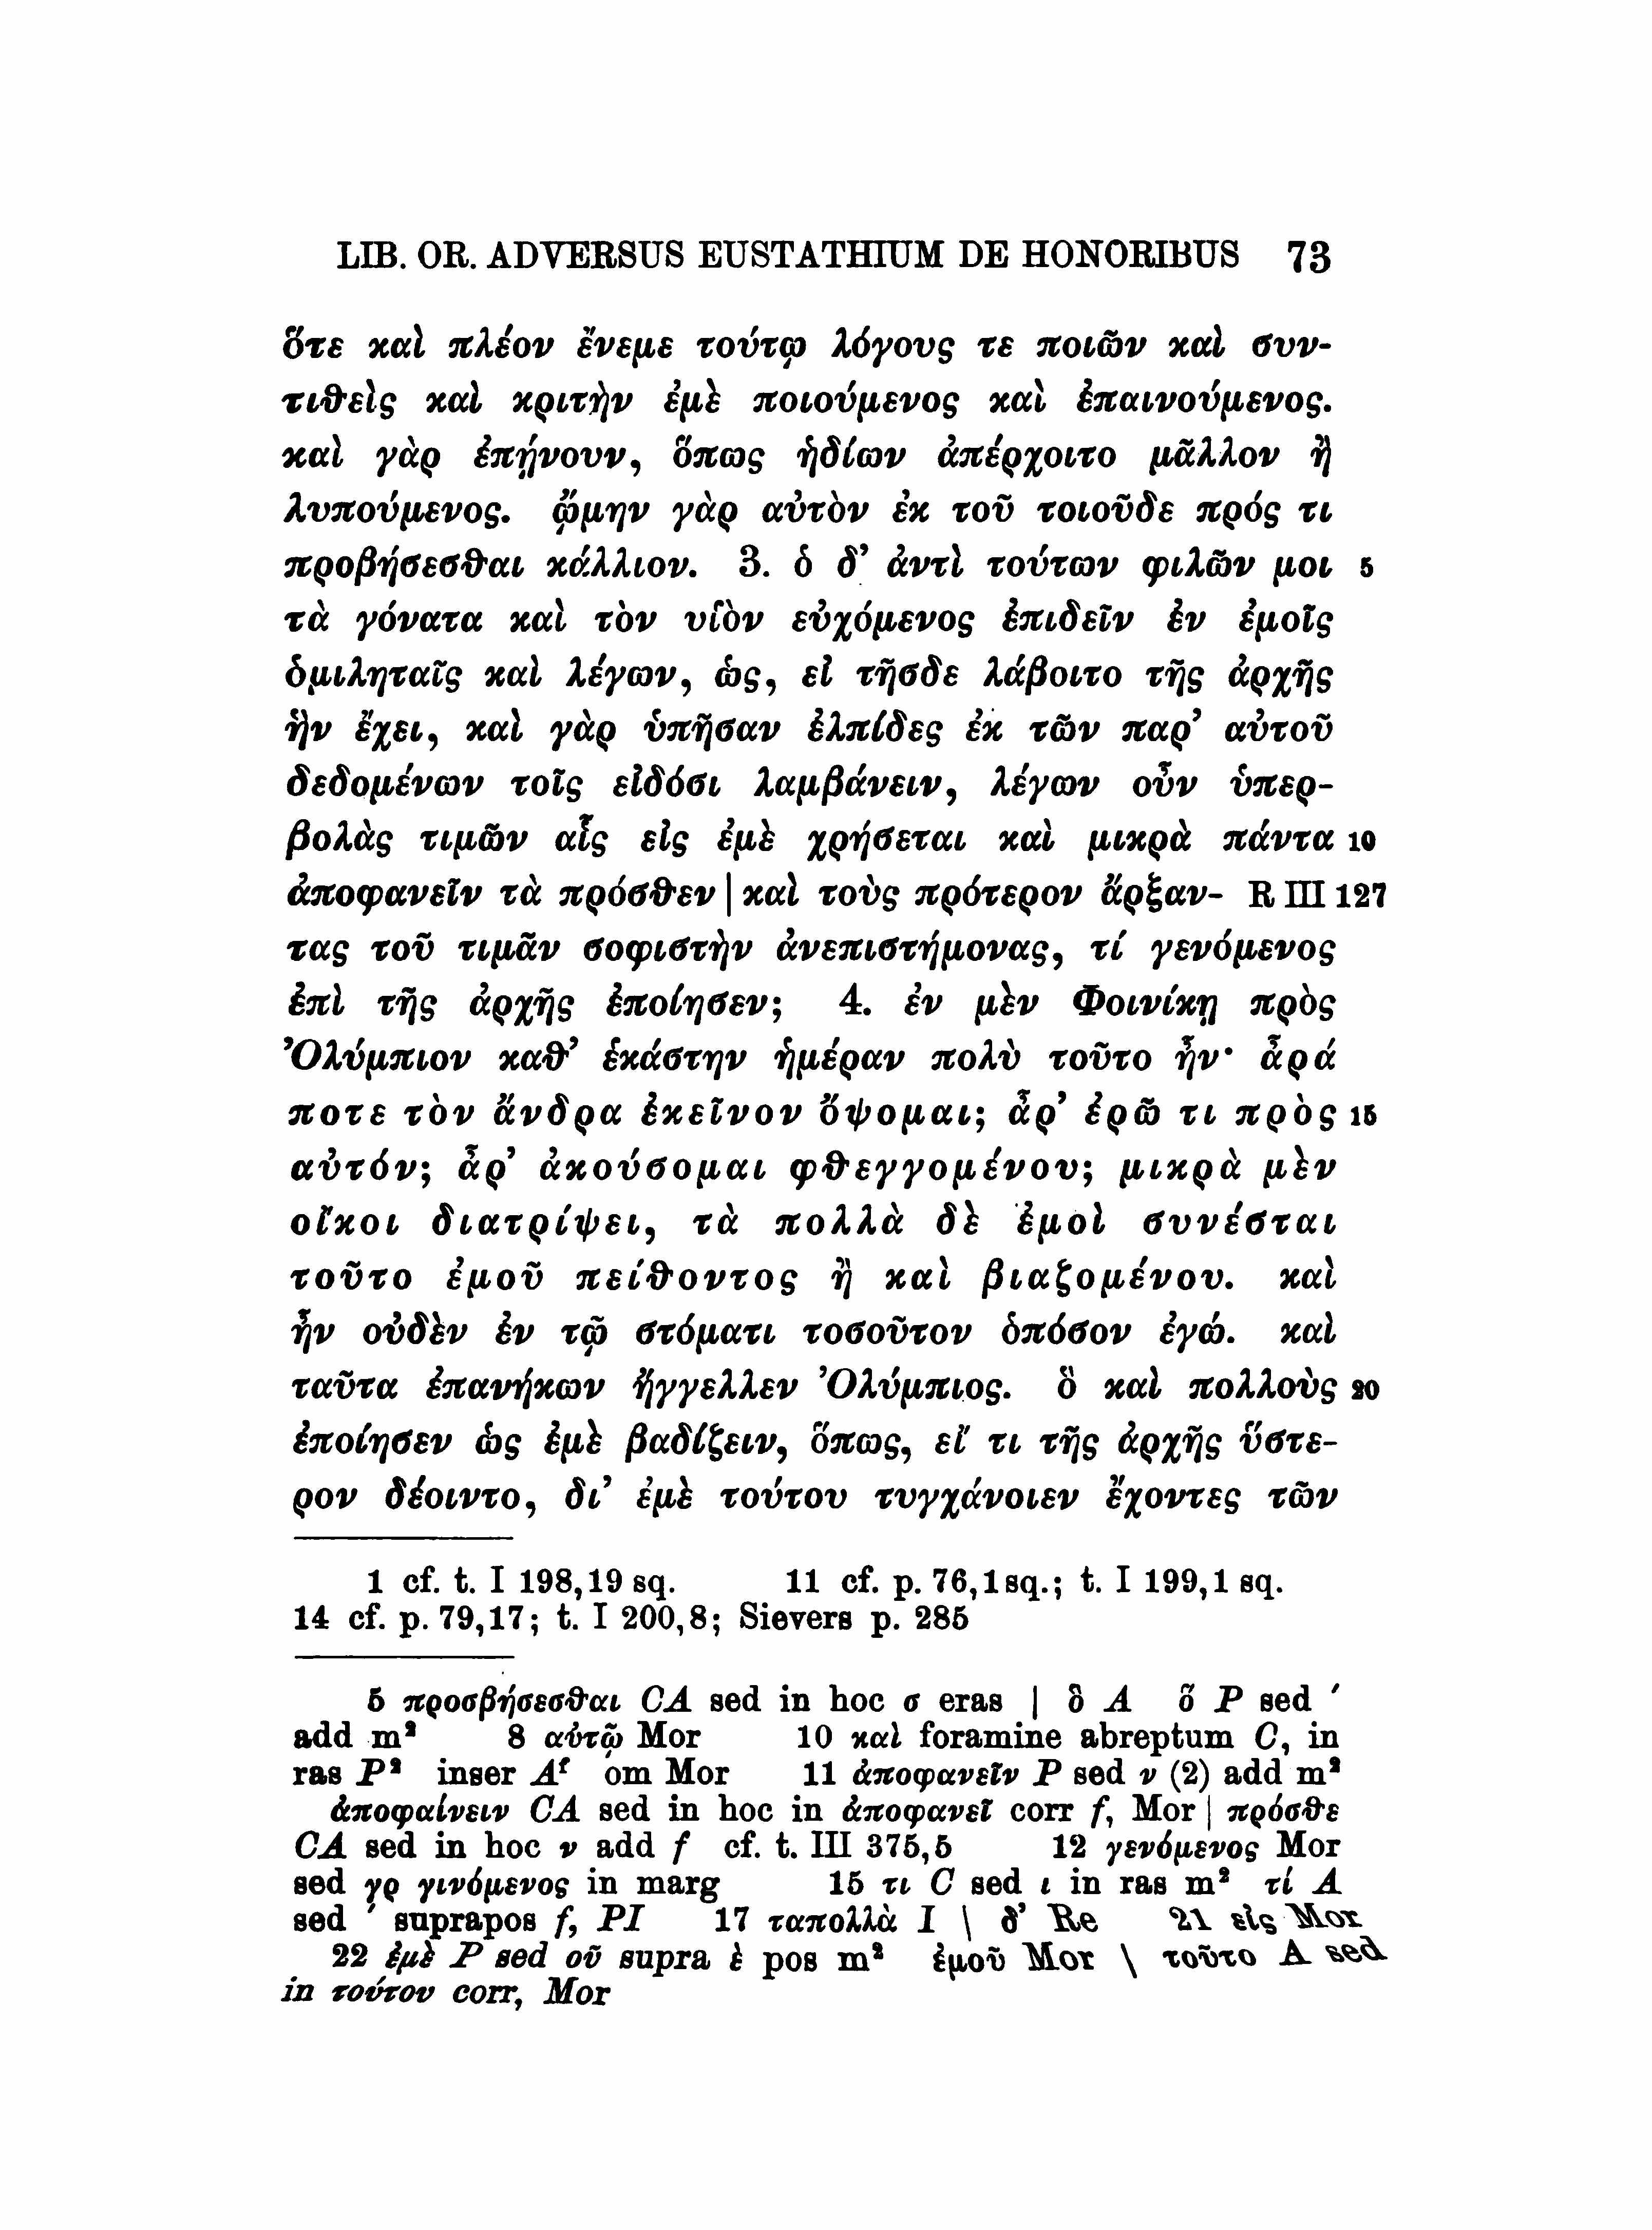 LIB. OR. ADVERSUS EUSTATHIUM DE HONORIBUS 73
ὅτε καὶ πλέον ἔνεμε τούτῳ λόγους τε ποιῶν καὶ συν-
τιθεὶς καὶ κριτὴν ἐμὲ ποιούμενος καὶ ἐπαινούμενος.
καὶ γὰρ ἐπῄνουν, ὅπως ἡδίων ἀπέρχοιτο μᾶλλον ἢ
λυπούμενος. ᾤμην γὰρ αὐτὸν ἐκ τοῦ τοιοῦδε πρός τι
προβήσεσθαι κάλλιον. 3. ὁ δ’ ἀντὶ τούτων φιλῶν μοι 5
τὰ γόνατα καὶ τὸν υἱὸν εὐχόμενος ἐπιδεῖν ἐν ἐμοῖς
ὁμιληταῖς καὶ λέγων, ὡς, εἰ τῆσδε λάβοιτο τῆς ἀρχῆς
ἣν ἔχει, καὶ γὰρ ὑπῆσαν ἐλπίδες ἐκ τῶν παρ’ αὐτοῦ
δεδομένων τοῖς εἰδόσι λαμβάνειν, λέγων οὖν ὑπερ-
βολὰς τιμῶν αἷς εἰς ἐμὲ χρήσεται καὶ μικρὰ πάντα 10
ἀποφανεῖν τὰ πρόσθεν | καὶ τοὺς πρότερον ἄρξαν- R III 127
τας τοῦ τιμᾶν σοφιστὴν ἀνεπιστήμονας, τί γενόμενος
ἐπὶ τῆς ἀρχῆς ἐποίησεν; 4. ἐν μὲν Φοινίκῃ πρὸς
Ὀλύμπιον καθ’ ἑκάστην ἡμέραν πολὺ τοῦτο ἦν· ἆρά
ποτε τὸν ἄνδρα ἐκεῖνον ὄψομαι; ἆρ’ ἐρῶ τι πρὸς 15
αὐτόν; ἆρ’ ἀκούσομαι φθεγγομένου; μικρὰ μὲν
οἴκοι διατρίψει, τὰ πολλὰ δὲ ἐμοὶ συνέσται
τοῦτο ἐμοῦ πείθοντος ἢ καὶ βιαζομένου. καὶ
ἦν οὐδὲν ἐν τῷ στόματι τοσοῦτον ὁπόσον ἐγώ. καὶ
ταῦτα ἐπανήκων ἤγγελλεν Ὀλύμπιος. ὃ καὶ πολλοὺς 20
ἐποίησεν ὡς ἐμὲ βαδίζειν, ὅπως, εἴ τι τῆς ἀρχῆς ὕστε-
ρον δέοιντο, δι’ ἐμὲ τούτου τυγχάνοιεν ἔχοντες τῶν
1 cf. t. I 198,19 sq. 11 cf. p. 76,1 sq.; t. I 199,1 sq.
14 cf. p. 79,17; t. I 200,8; Sievers p. 285
5 προσβήσεσθαι CA sed in hoc σ eras | ὃ A ὅ P sed ʹ
add m² 8 αὐτῷ Mor 10 καὶ foramine abreptum C, in
ras P² inser Aᶠ om Mor 11 ἀποφανεῖν P sed ν (2) add m²
ἀποφαίνειν CA sed in hoc in ἀποφανεῖ corr f, Mor | πρόσθε
CA sed in hoc ν add f cf. t. III 375,5 12 γενόμενος Mor
sed γρ γινόμενος in marg 15 τι C sed ι in ras m² τί A
sed ʹ suprapos f, PI 17 ταπολλὰ I | δ’ Re 21 εἰς Mor
22 ἐμὲ P sed οῦ supra ὲ pos m² ἐμοῦ Mor | τοῦτο A sed
in τούτου corr, Mor